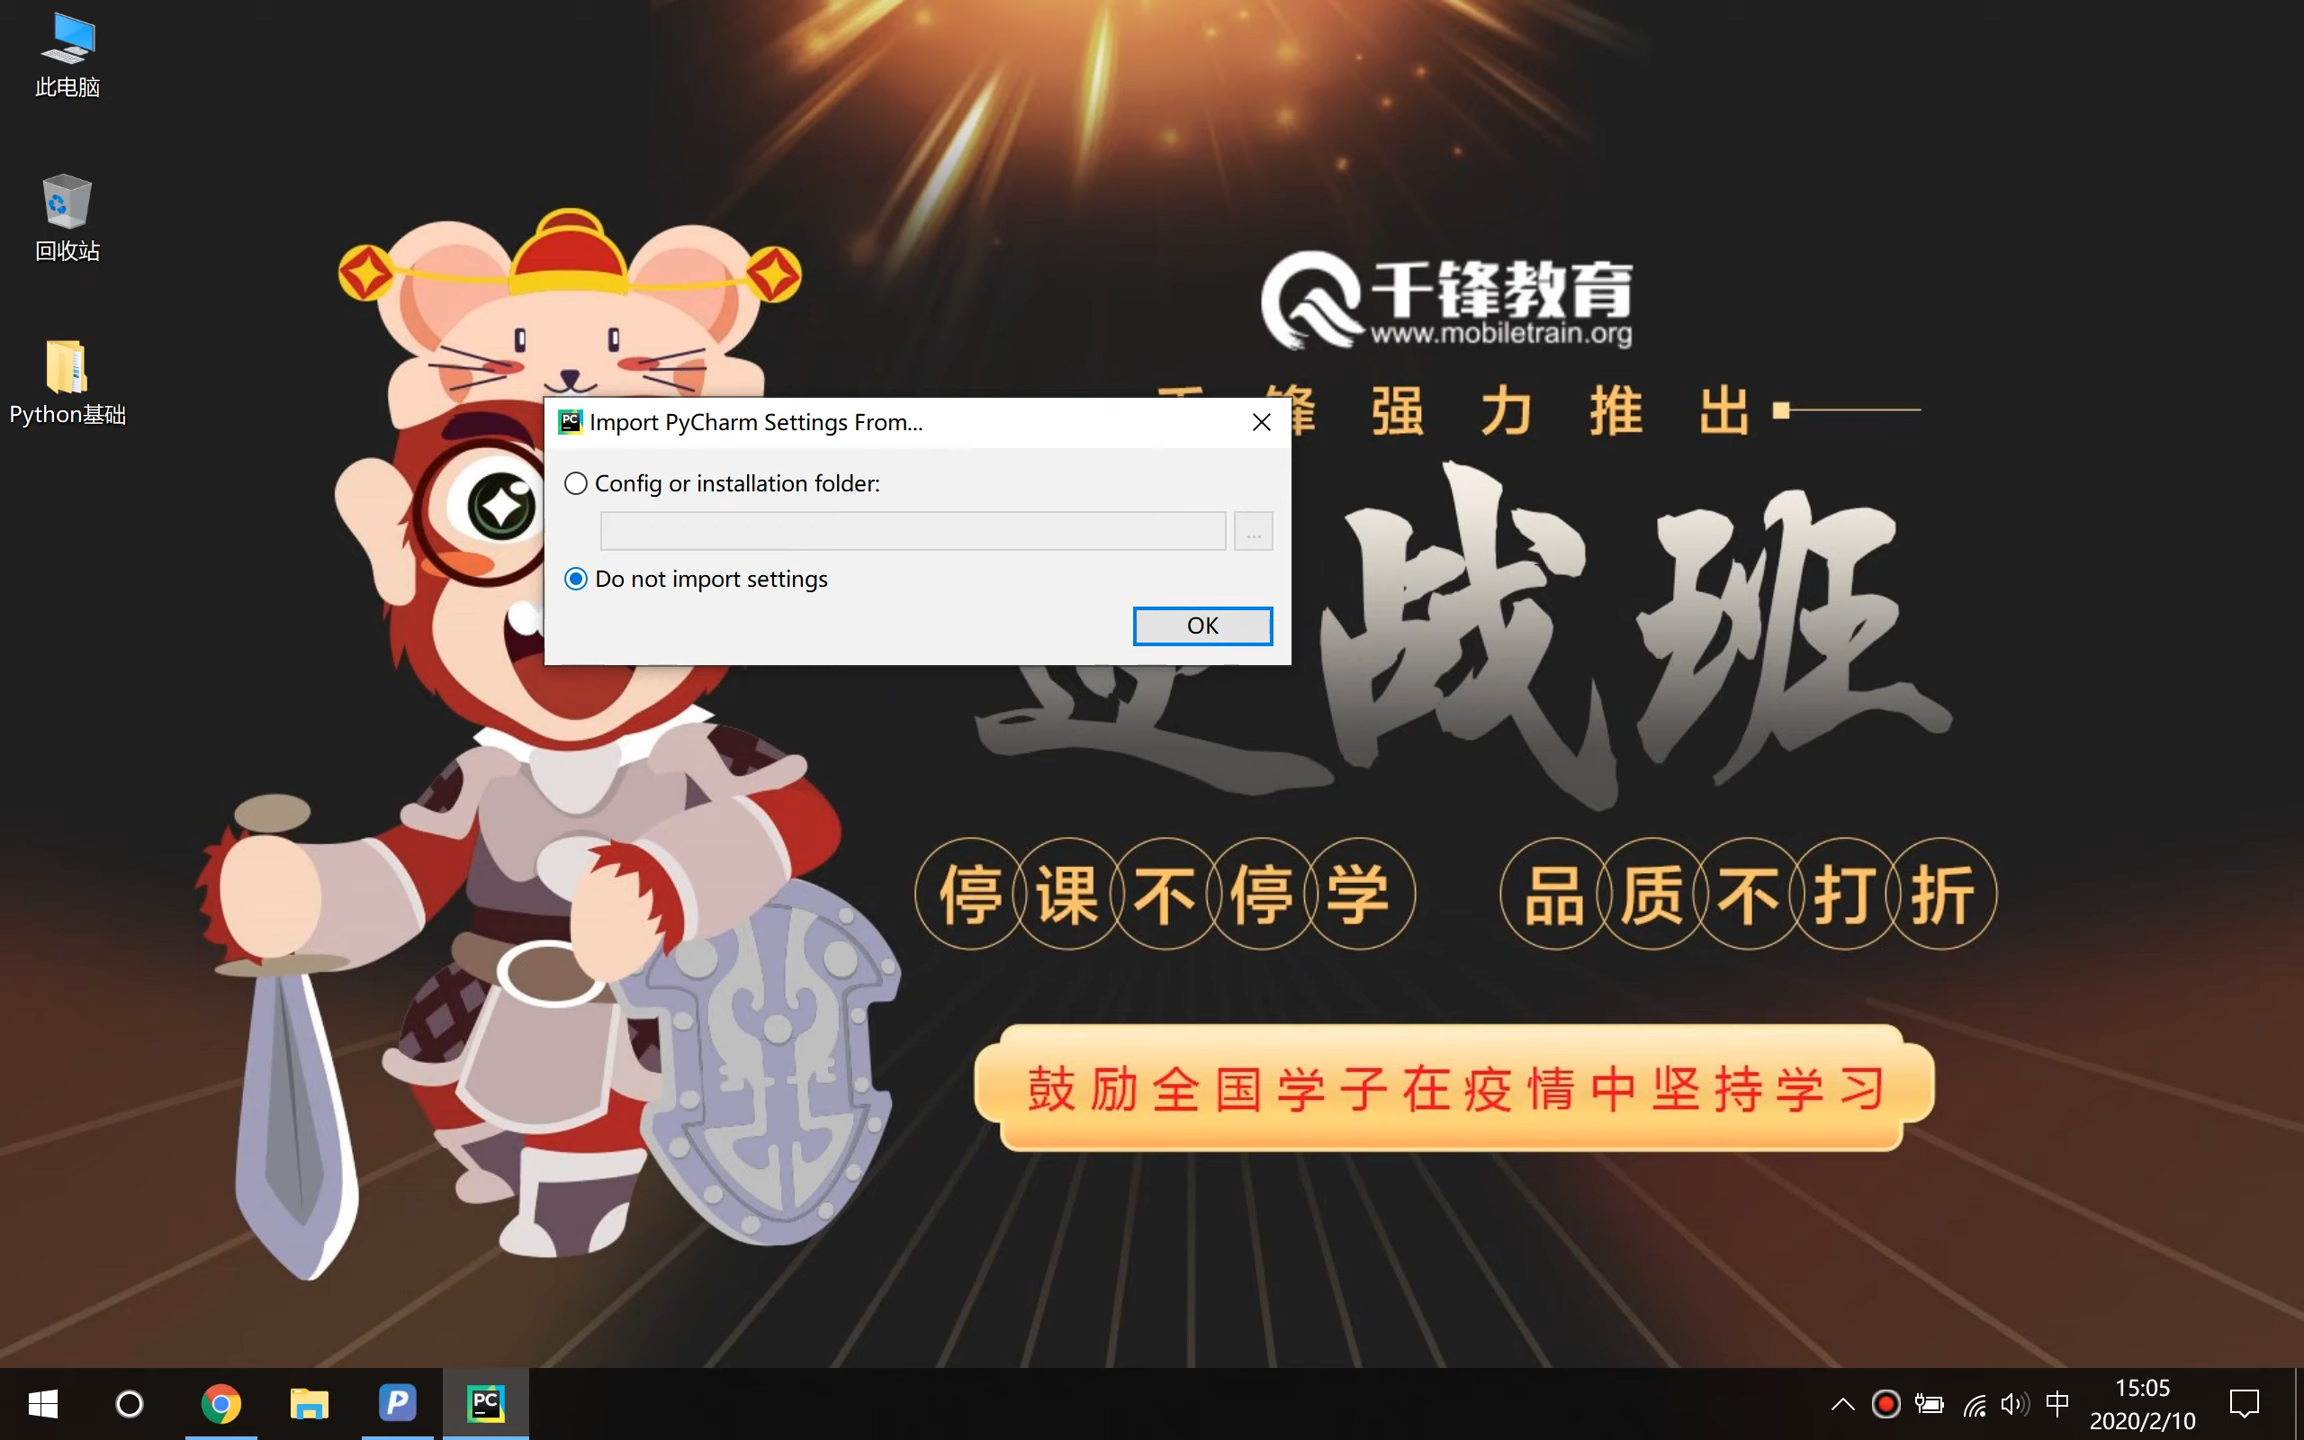 此电脑
回收站
Python基础
千锋教育
www.mobiletrain.org
锋强力推出
Import PyCharm Settings From...
Config or installation folder:
...
Do not import settings
OK
战班
停课不停学 品质不打折
鼓励全国学子在疫情中坚持学习
PC
中
15:05
2020/2/10